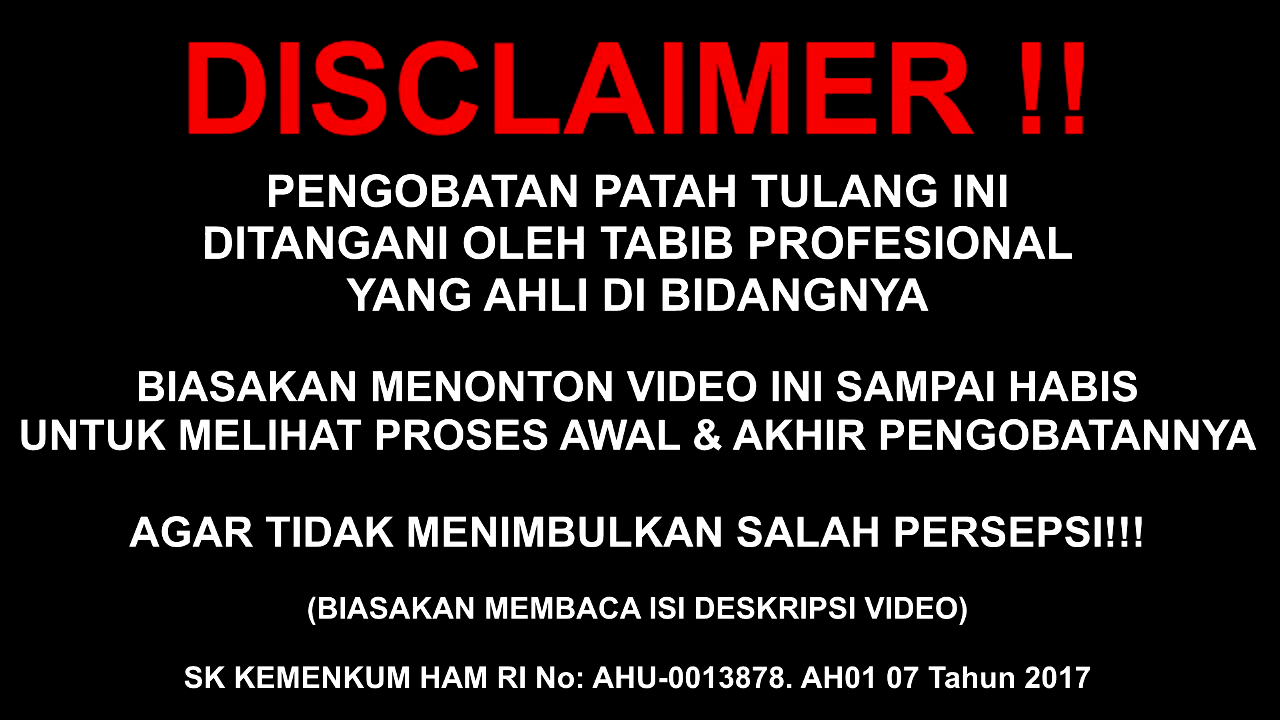 DISCLAIMER !!
PENGOBATAN PATAH TULANG INI
DITANGANI OLEH TABIB PROFESIONAL
YANG AHLI DI BIDANGNYA
BIASAKAN MENONTON VIDEO INI SAMPAI HABIS
UNTUK MELIHAT PROSES AWAL & AKHIR PENGOBATANNYA
AGAR TIDAK MENIMBULKAN SALAH PERSEPSI!!!
(BIASAKAN MEMBACA ISI DESKRIPSI VIDEO)
SK KEMENKUM HAM RI No: AHU-0013878. AH01 07 Tahun 2017